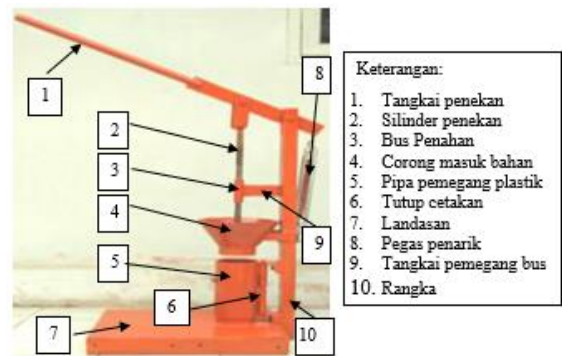 1
2
3
4
5
6
7
8
9
10
Keterangan:
1. Tangkai penekan
2. Silinder penekan
3. Bus Penahan
4. Corong masuk bahan
5. Pipa pemegang plastik
6. Tutup cetakan
7. Landasan
8. Pegas penarik
9. Tangkai pemegang bus
10. Rangka